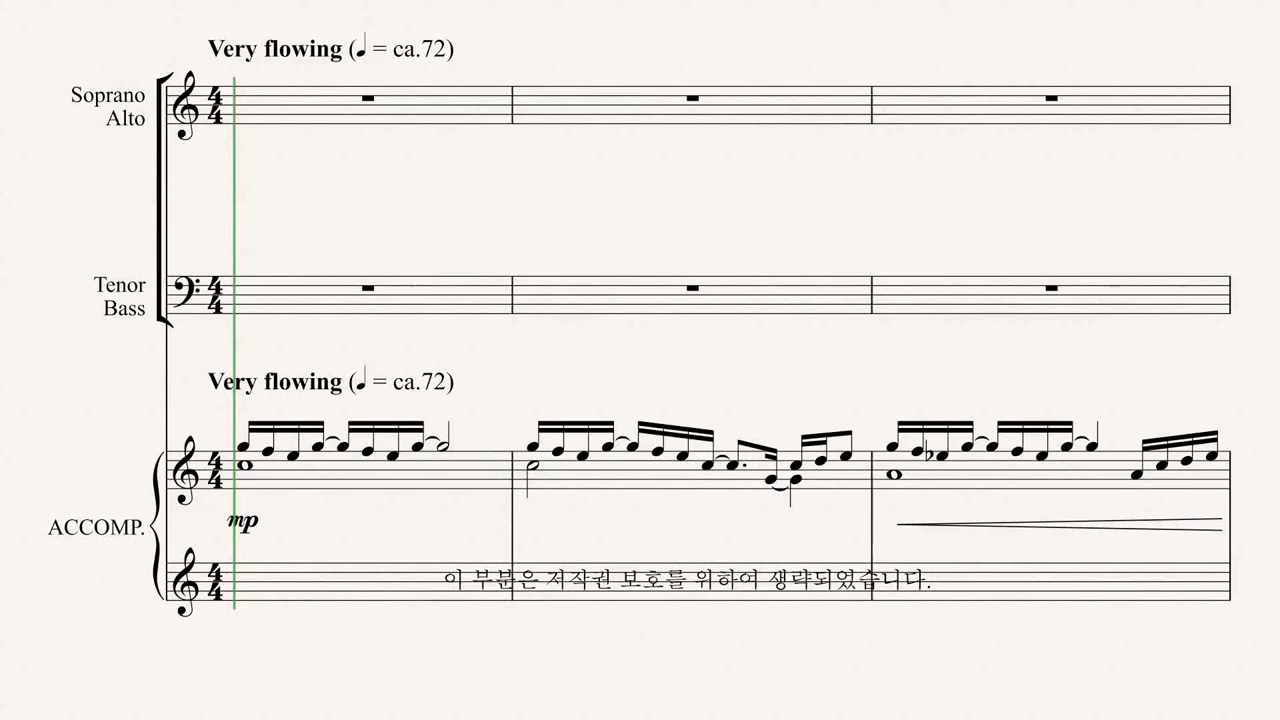 Very flowing (♩ = ca.72)
Soprano
Alto
Tenor
Bass
Very flowing (♩ = ca.72)
mp
ACCOMP.
이 부분은 저작권 보호를 위하여 생략되었습니다.